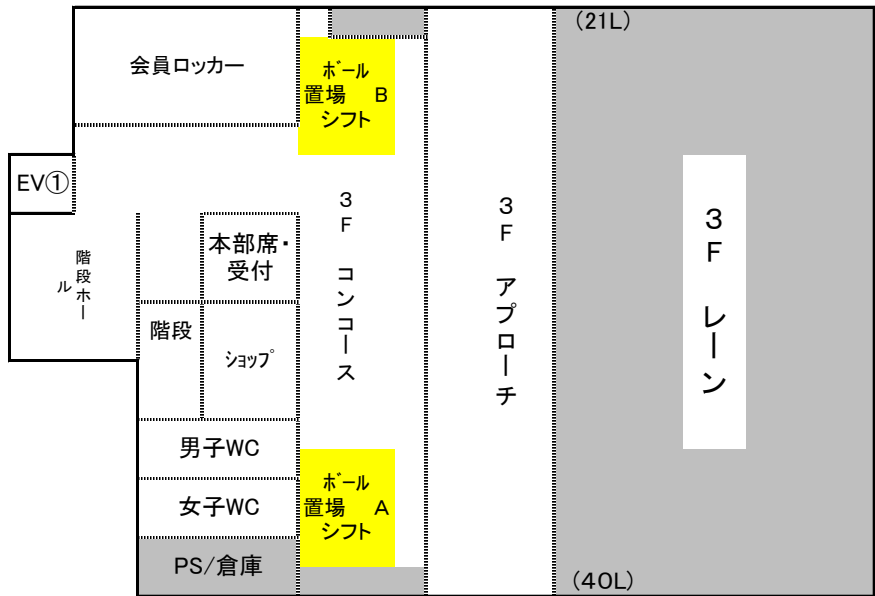 (21L)
会員ロッカー
ﾎﾞｰﾙ
置場　B
シフト
EV①
3F コンコース
3F アプローチ
3F レーン
本部席・
受付
階段ホー
ル
階段
ｼｮｯﾌﾟ
男子WC
女子WC
ﾎﾞｰﾙ
置場　A
シフト
PS/倉庫
(40L)